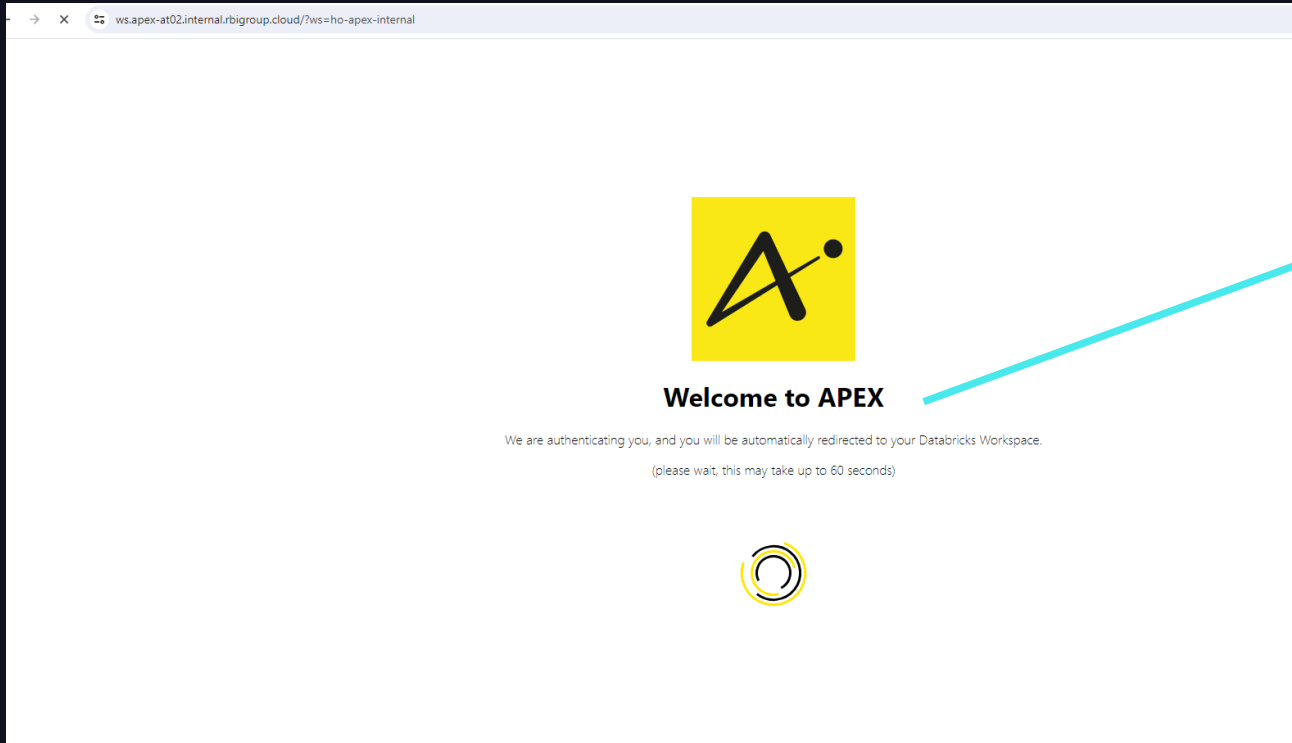 ws.apex-at02.internal.rbigroup.cloud/?ws=ho-apex-internal
Welcome to APEX
We are authenticating you, and you will be automatically redirected to your Databricks Workspace.
(please wait, this may take up to 60 seconds)